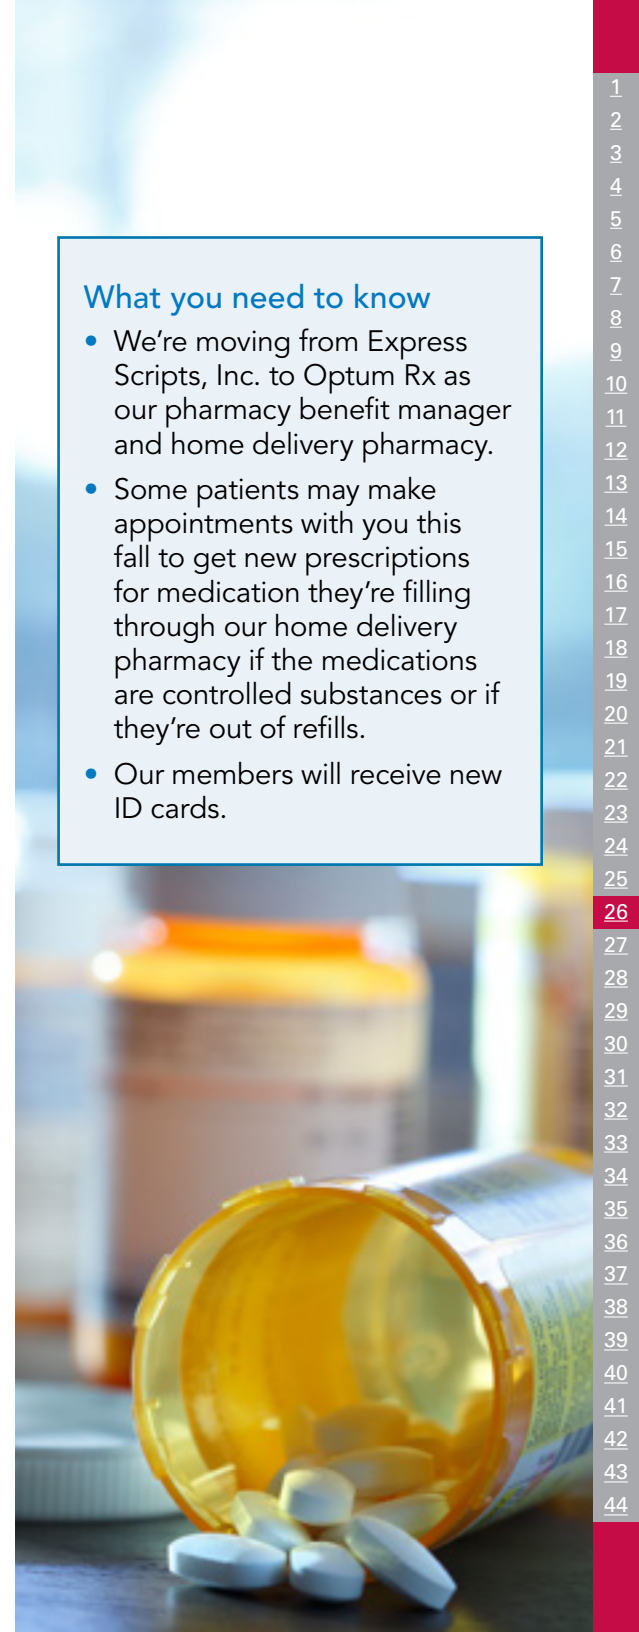 What you need to know
• We're moving from Express
Scripts, Inc. to Optum Rx as
our pharmacy benefit manager
and home delivery pharmacy.
• Some patients may make
appointments with you this
fall to get new prescriptions
for medication they're filling
through our home delivery
pharmacy if the medications
are controlled substances or if
they're out of refills.
• Our members will receive new
ID cards.
1
2
3
4
5
6
7
8
9
10
11
12
13
14
15
16
17
18
19
20
21
22
23
24
25
26
27
28
29
30
31
32
33
34
35
36
37
38
39
40
41
42
43
44